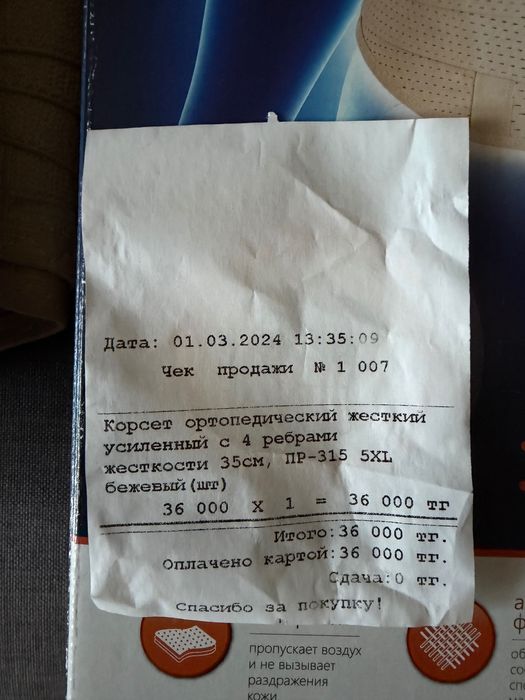 Дата: 01.03.2024 13:35:09
Чек продажи № 1 007
Корсет ортопедический жесткий
усиленный с 4 ребрами
жесткости 35см, ПР-315 5XL
бежевый(шт)
36 000 X 1 = 36 000 тг
Итого:36 000 тг.
Оплачено картой:36 000 тг.
Сдача:0 тг.
Спасибо за покупку!
пропускает воздух
и не вызывает
раздражения
кожи